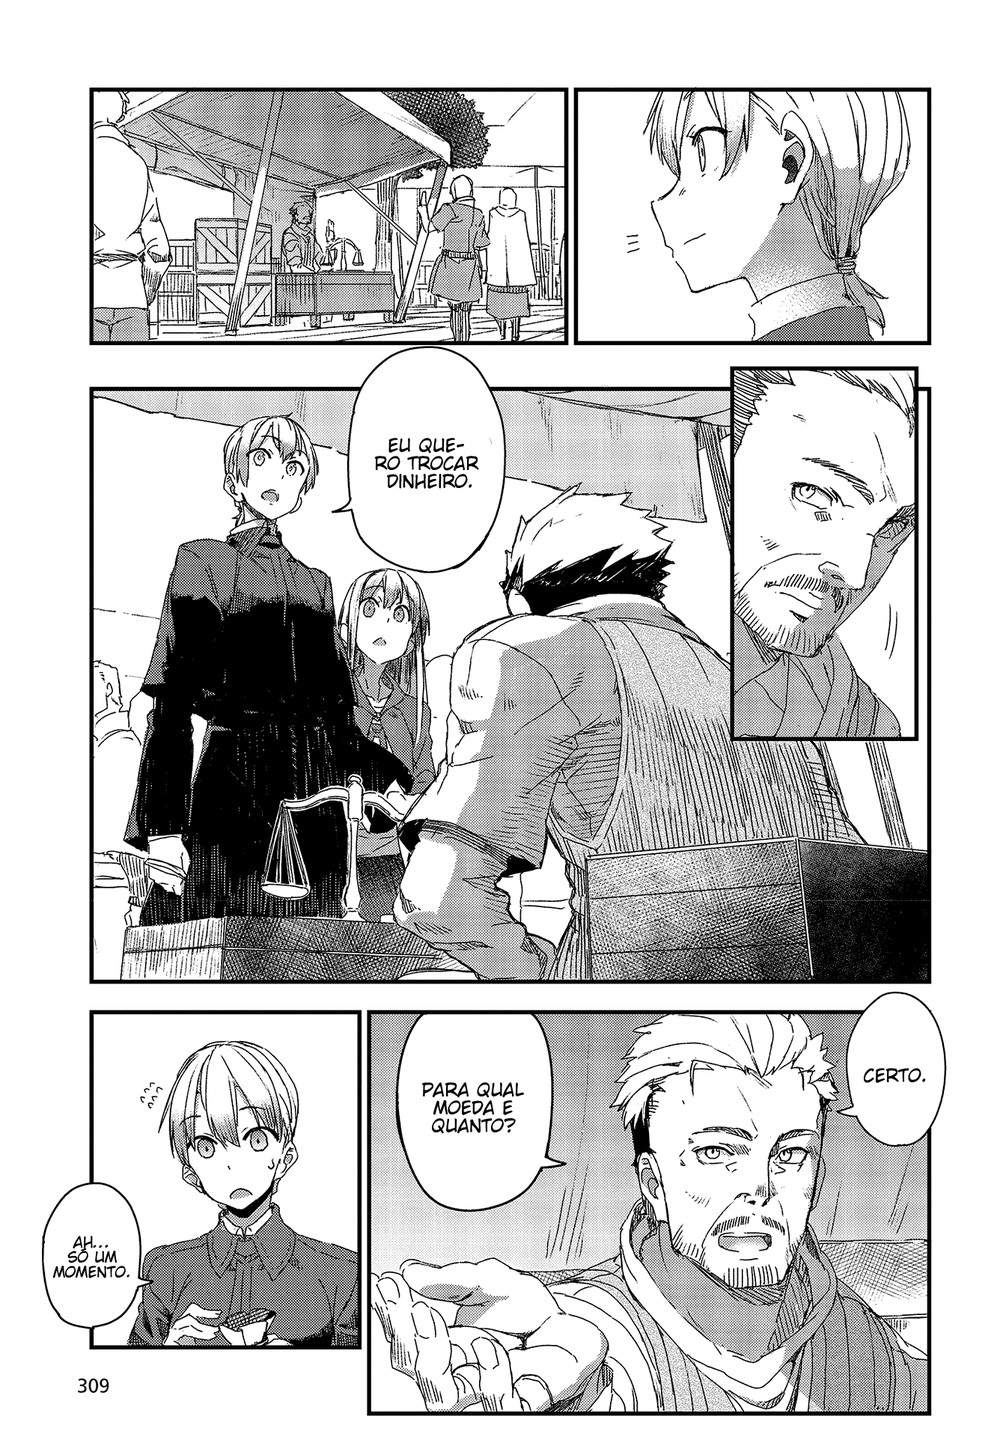 EU QUE-
RO TROCAR
DINHEIRO.
CERTO.
PARA QUAL
MOEDA E
QUANTO?
AH...
SÓ UM
MOMENTO.
309